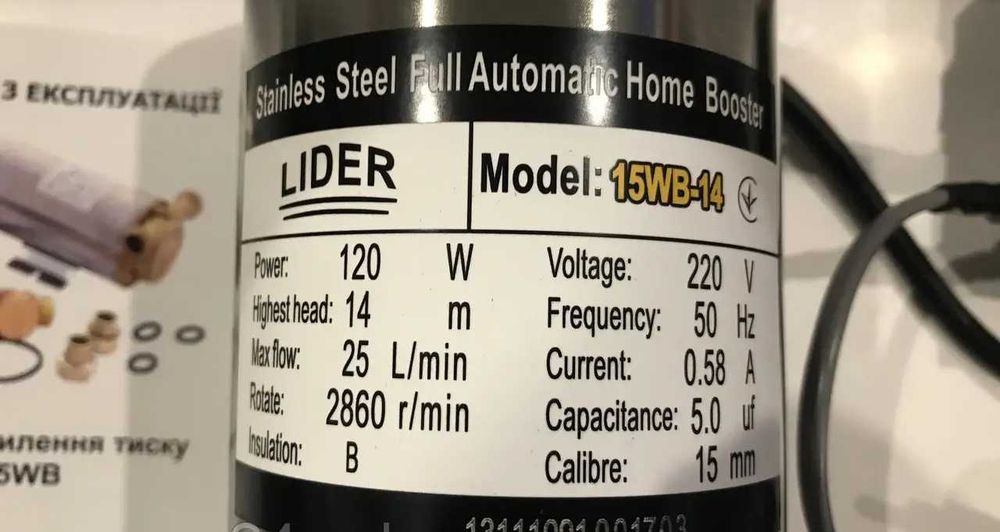 З ЕКСПЛУАТАЦІЇ
Stainless Steel Full Automatic Home Booster
LIDER
Model: 15WB-14
Power: 120 W
Voltage: 220 V
Highest head: 14 m
Frequency: 50 Hz
Max flow: 25 L/min
Current: 0.58 A
Rotate: 2860 r/min
Capacitance: 5.0 uf
Insulation: B
Calibre: 15 mm
илення тиску
5WB